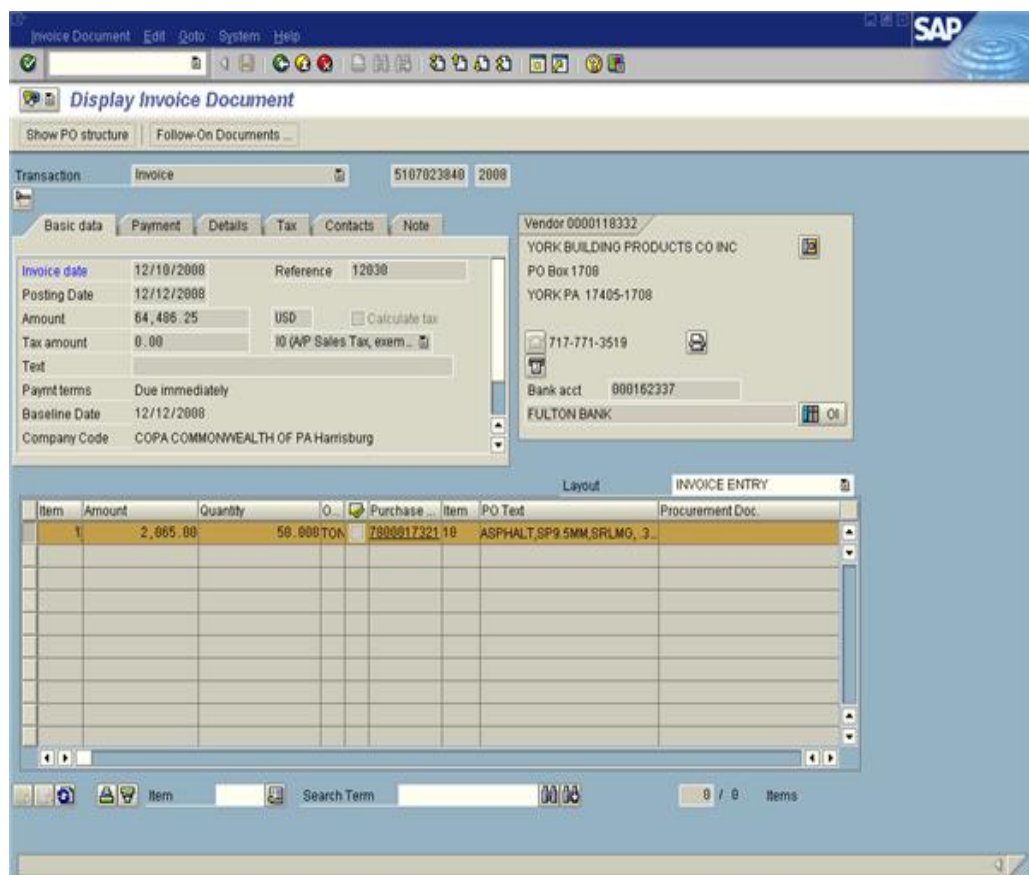 Invoice Document Edit Goto System Help
SAP
Display Invoice Document
Show PO structure Follow-On Documents ...
Transaction Invoice 5107023840 2008
Basic data Payment Details Tax Contacts Note
Invoice date 12/10/2008 Reference 12030
Posting Date 12/12/2008
Amount 64,486.25 USD Calculate tax
Tax amount 0.00 I0 (A/P Sales Tax, exem...
Text
Paymt terms Due immediately
Baseline Date 12/12/2008
Company Code COPA COMMONWEALTH OF PA Harrisburg
Vendor 0000118332
YORK BUILDING PRODUCTS CO INC
PO Box 1708
YORK PA 17405-1708
717-771-3519
Bank acct 000162337
FULTON BANK OI
Layout INVOICE ENTRY
Item Amount Quantity O... Purchase ... Item PO Text Procurement Doc.
1 2,065.00 50.000 TON 7800017321 10 ASPHALT,SP9.5MM,SRLMG, .3...
Item Search Term 0 / 0 Items